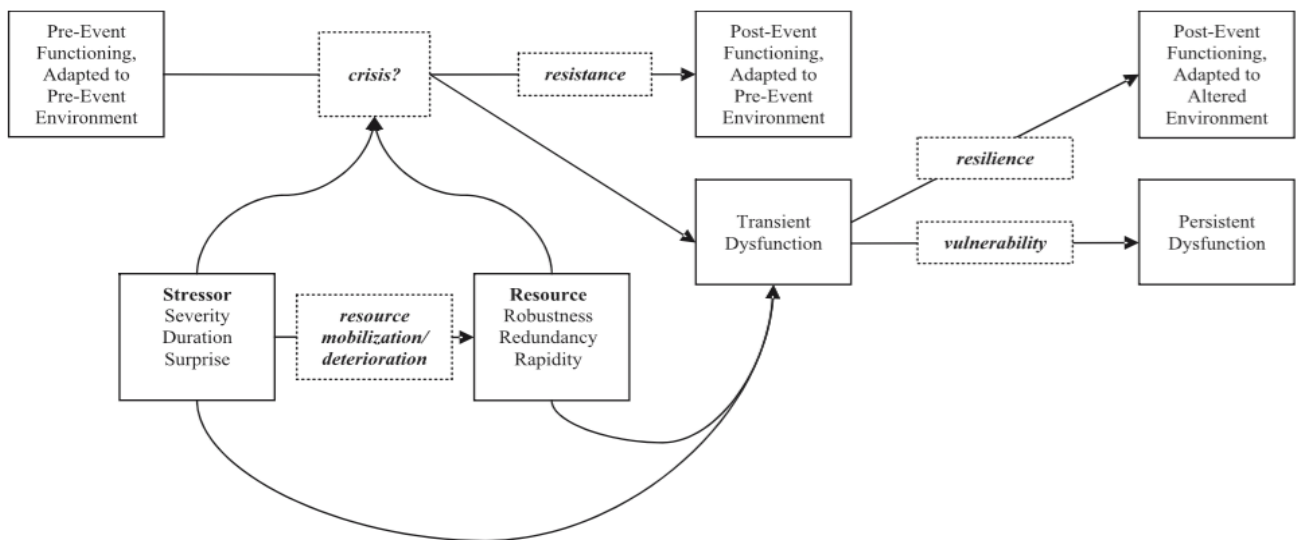 Pre-Event
Functioning,
Adapted to
Pre-Event
Environment
crisis?
resistance
Post-Event
Functioning,
Adapted to
Pre-Event
Environment
Post-Event
Functioning,
Adapted to
Altered
Environment
resilience
Transient
Dysfunction
vulnerability
Persistent
Dysfunction
Stressor
Severity
Duration
Surprise
resource
mobilization/
deterioration
Resource
Robustness
Redundancy
Rapidity